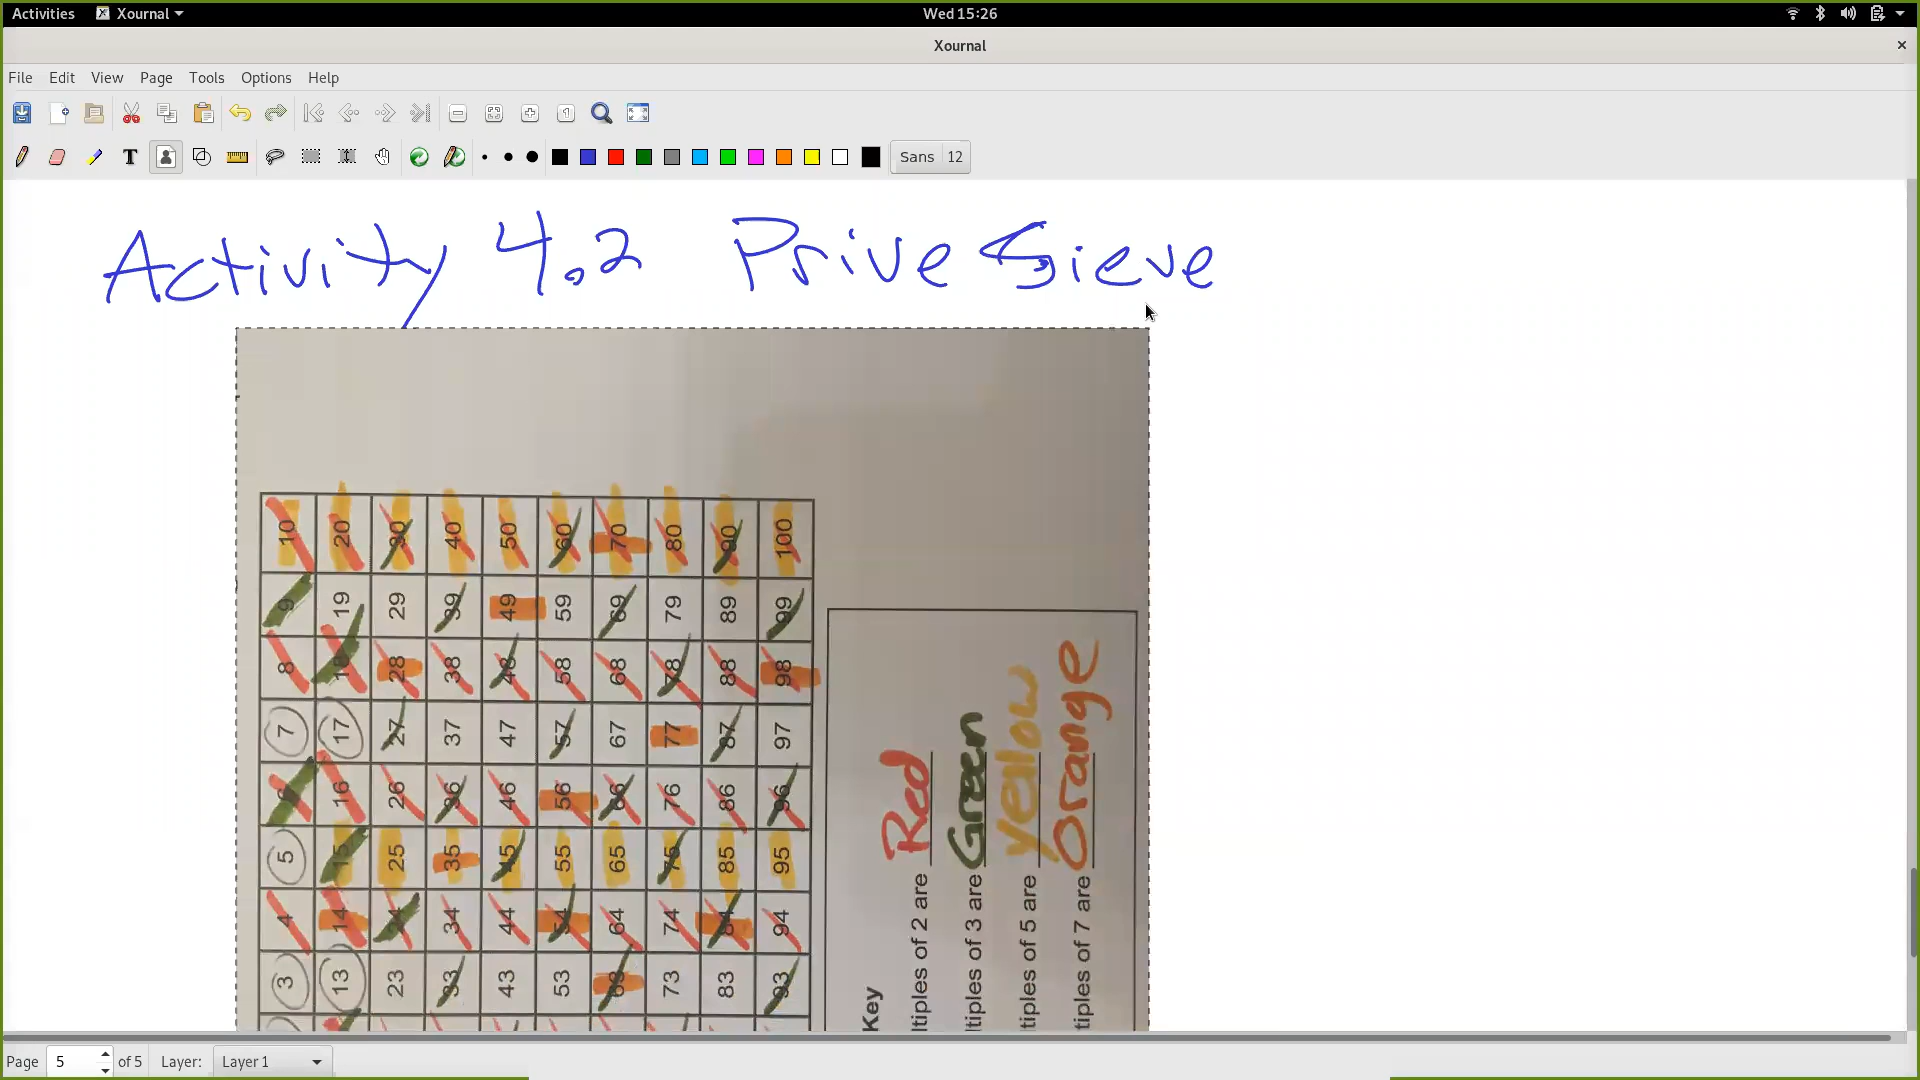 Activities Xournal Wed 15:26
Xournal
File Edit View Page Tools Options Help
Sans 12
Activity 4.2 Prive Sieve
10 20 30 40 50 60 70 80 90 100
9 19 29 39 49 59 69 79 89 99
8 18 28 38 48 58 68 78 88 98
7 17 27 37 47 57 67 77 87 97
6 16 26 36 46 56 66 76 86 96
5 15 25 35 45 55 65 75 85 95
4 14 24 34 44 54 64 74 84 94
3 13 23 33 43 53 63 73 83 93
Key
ltiples of 2 are Red
ltiples of 3 are Green
tiples of 5 are Yellow
tiples of 7 are Orange
Page 5 of 5 Layer: Layer 1